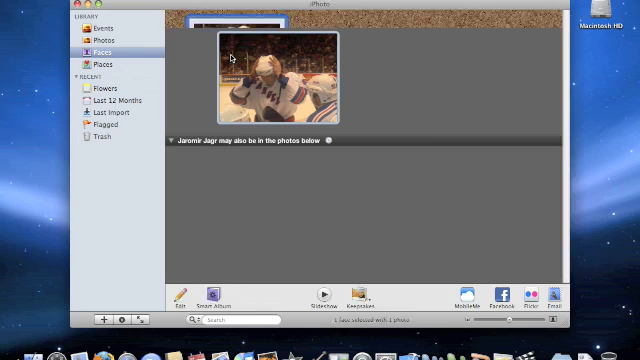 iPhoto
Macintosh HD
LIBRARY
Events
Photos
Faces
Places
RECENT
Flowers
Last 12 Months
Last Import
Flagged
Trash
Jaromir Jagr may also be in the photos below
Edit
Smart Album
Slideshow
Keepsakes
MobileMe
Facebook
Flickr
Email
Search
1 face selected with 1 photo